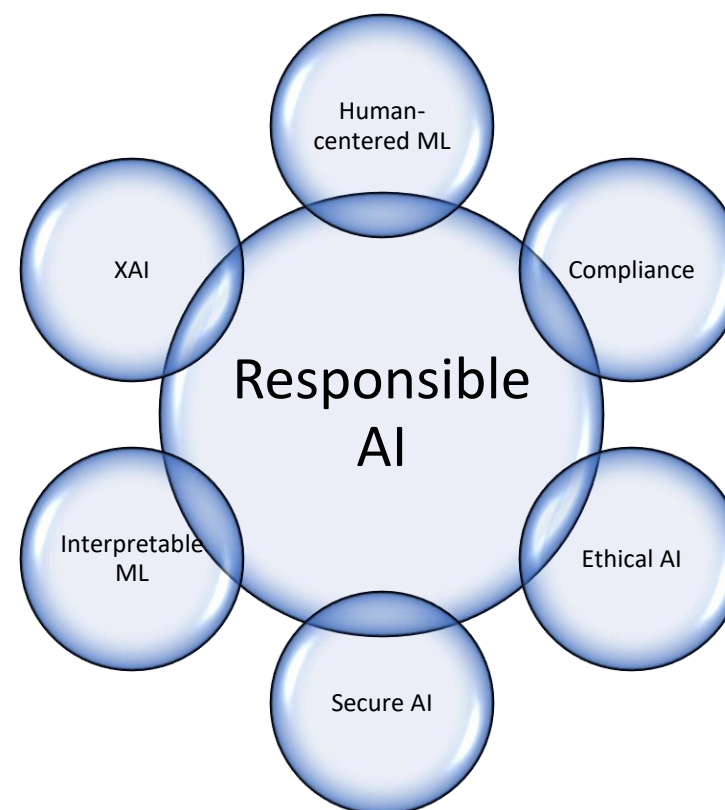 Human-
centered ML
XAI
Compliance
Responsible
AI
Interpretable
ML
Ethical AI
Secure AI